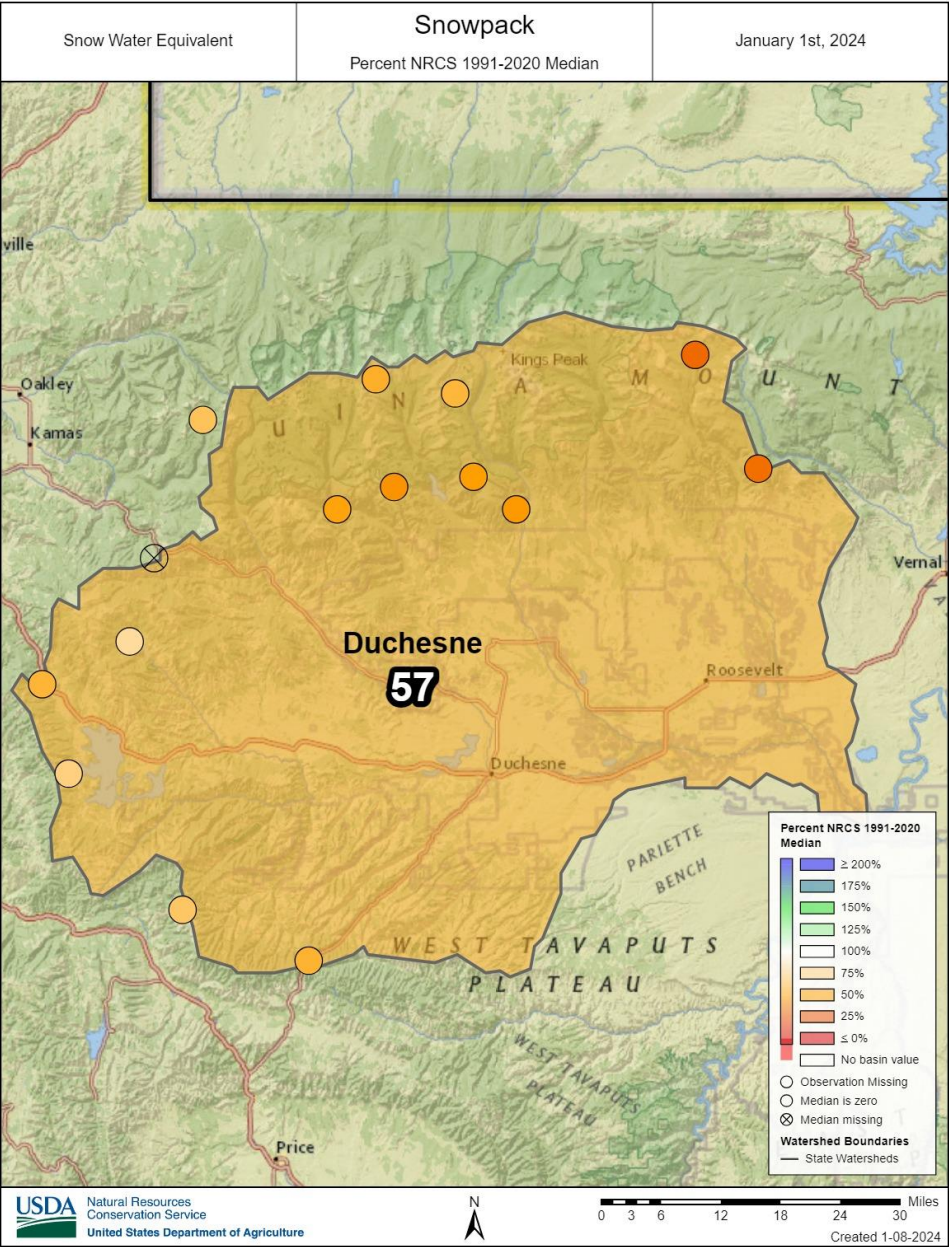 Snow Water Equivalent
Snowpack
Percent NRCS 1991-2020 Median
January 1st, 2024
ville
Kings Peak
U I N A M O U N T
Oakley
Kamas
Vernal
Duchesne
57
Roosevelt
Duchesne
PARIETTE
BENCH
WEST TAVAPUTS
PLATEAU
WEST TAVAPUTS
PLATEAU
Price
Percent NRCS 1991-2020
Median
≥ 200%
175%
150%
125%
100%
75%
50%
25%
≤ 0%
No basin value
Observation Missing
Median is zero
Median missing
Watershed Boundaries
State Watersheds
USDA
Natural Resources
Conservation Service
United States Department of Agriculture
N
Miles
0 3 6 12 18 24 30
Created 1-08-2024